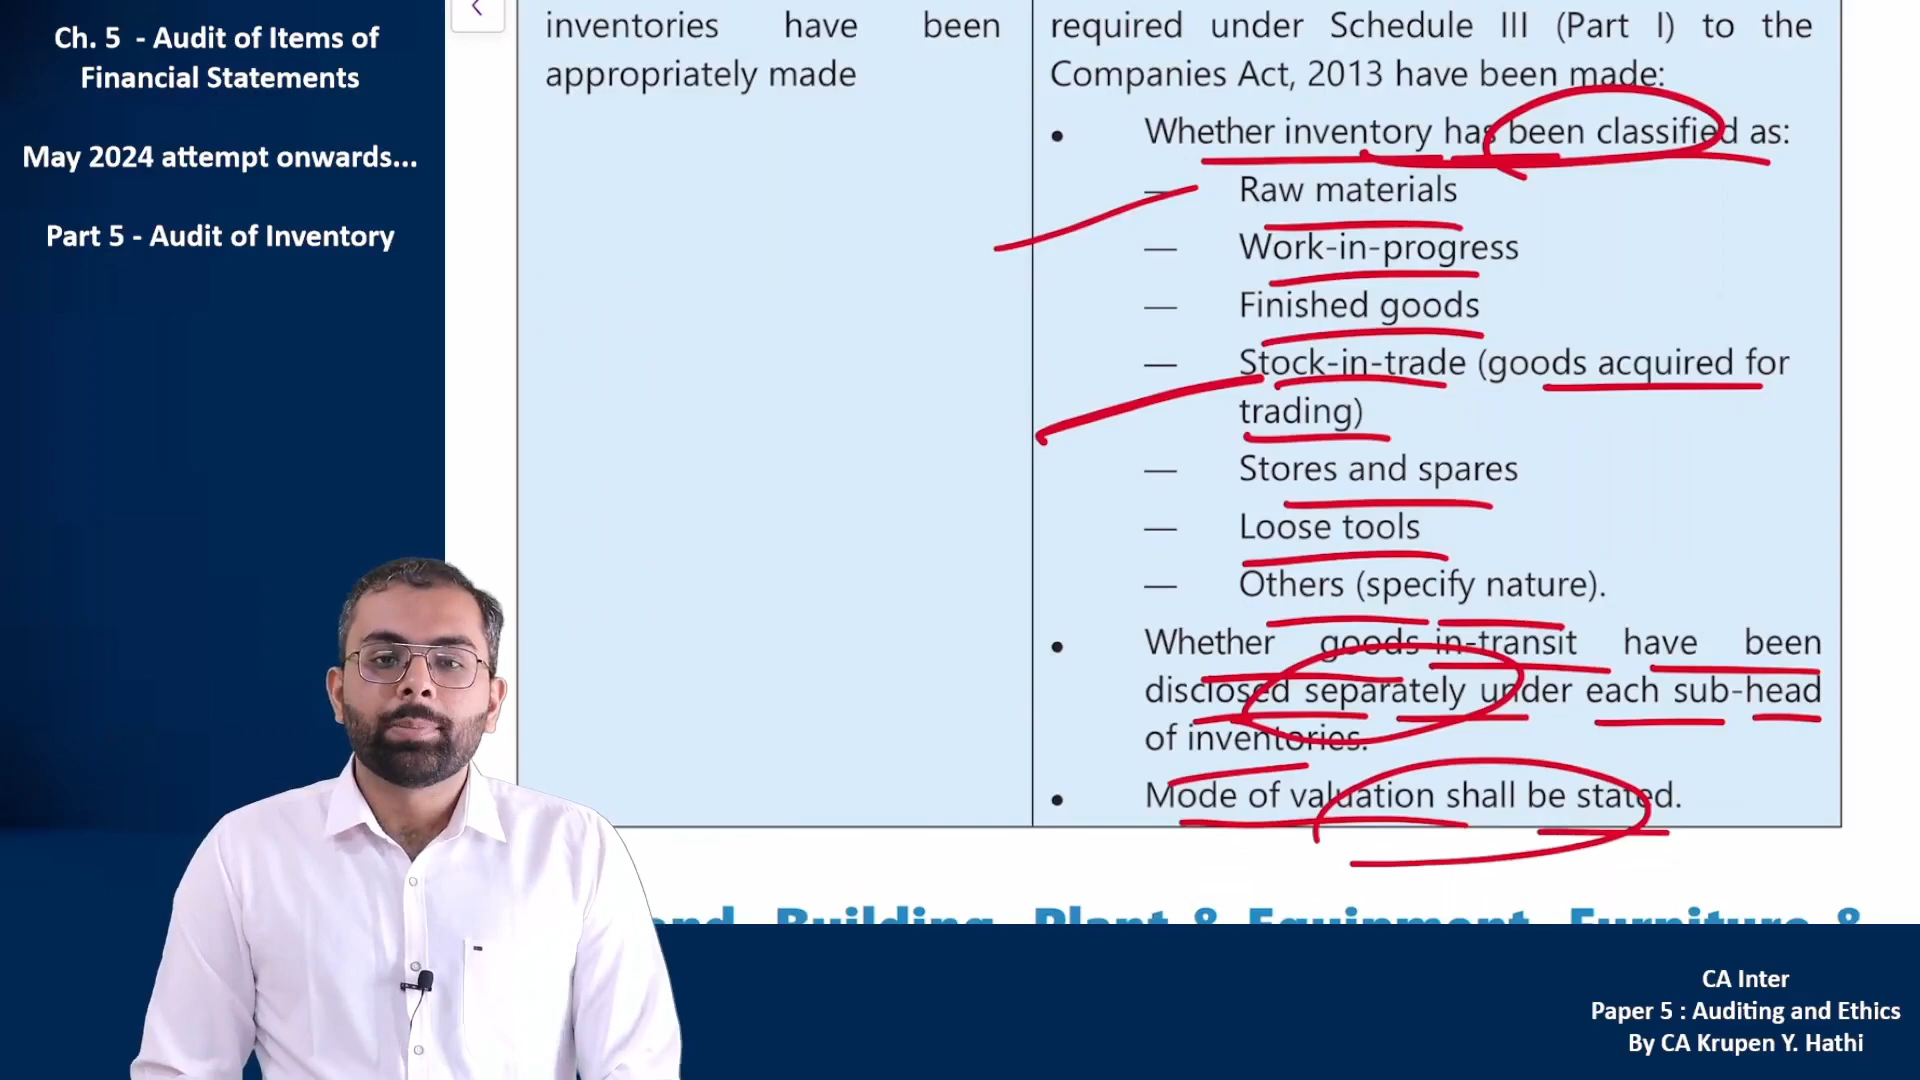 Ch. 5 - Audit of Items of
Financial Statements
May 2024 attempt onwards...
Part 5 - Audit of Inventory
inventories have been
appropriately made
required under Schedule III (Part I) to the
Companies Act, 2013 have been made:
• Whether inventory has been classified as:
— Raw materials
— Work-in-progress
— Finished goods
— Stock-in-trade (goods acquired for
trading)
— Stores and spares
— Loose tools
— Others (specify nature).
• Whether goods in-transit have been
disclosed separately under each sub-head
of inventories.
• Mode of valuation shall be stated.
Building, Plant & Equipment, Furniture &
CA Inter
Paper 5 : Auditing and Ethics
By CA Krupen Y. Hathi